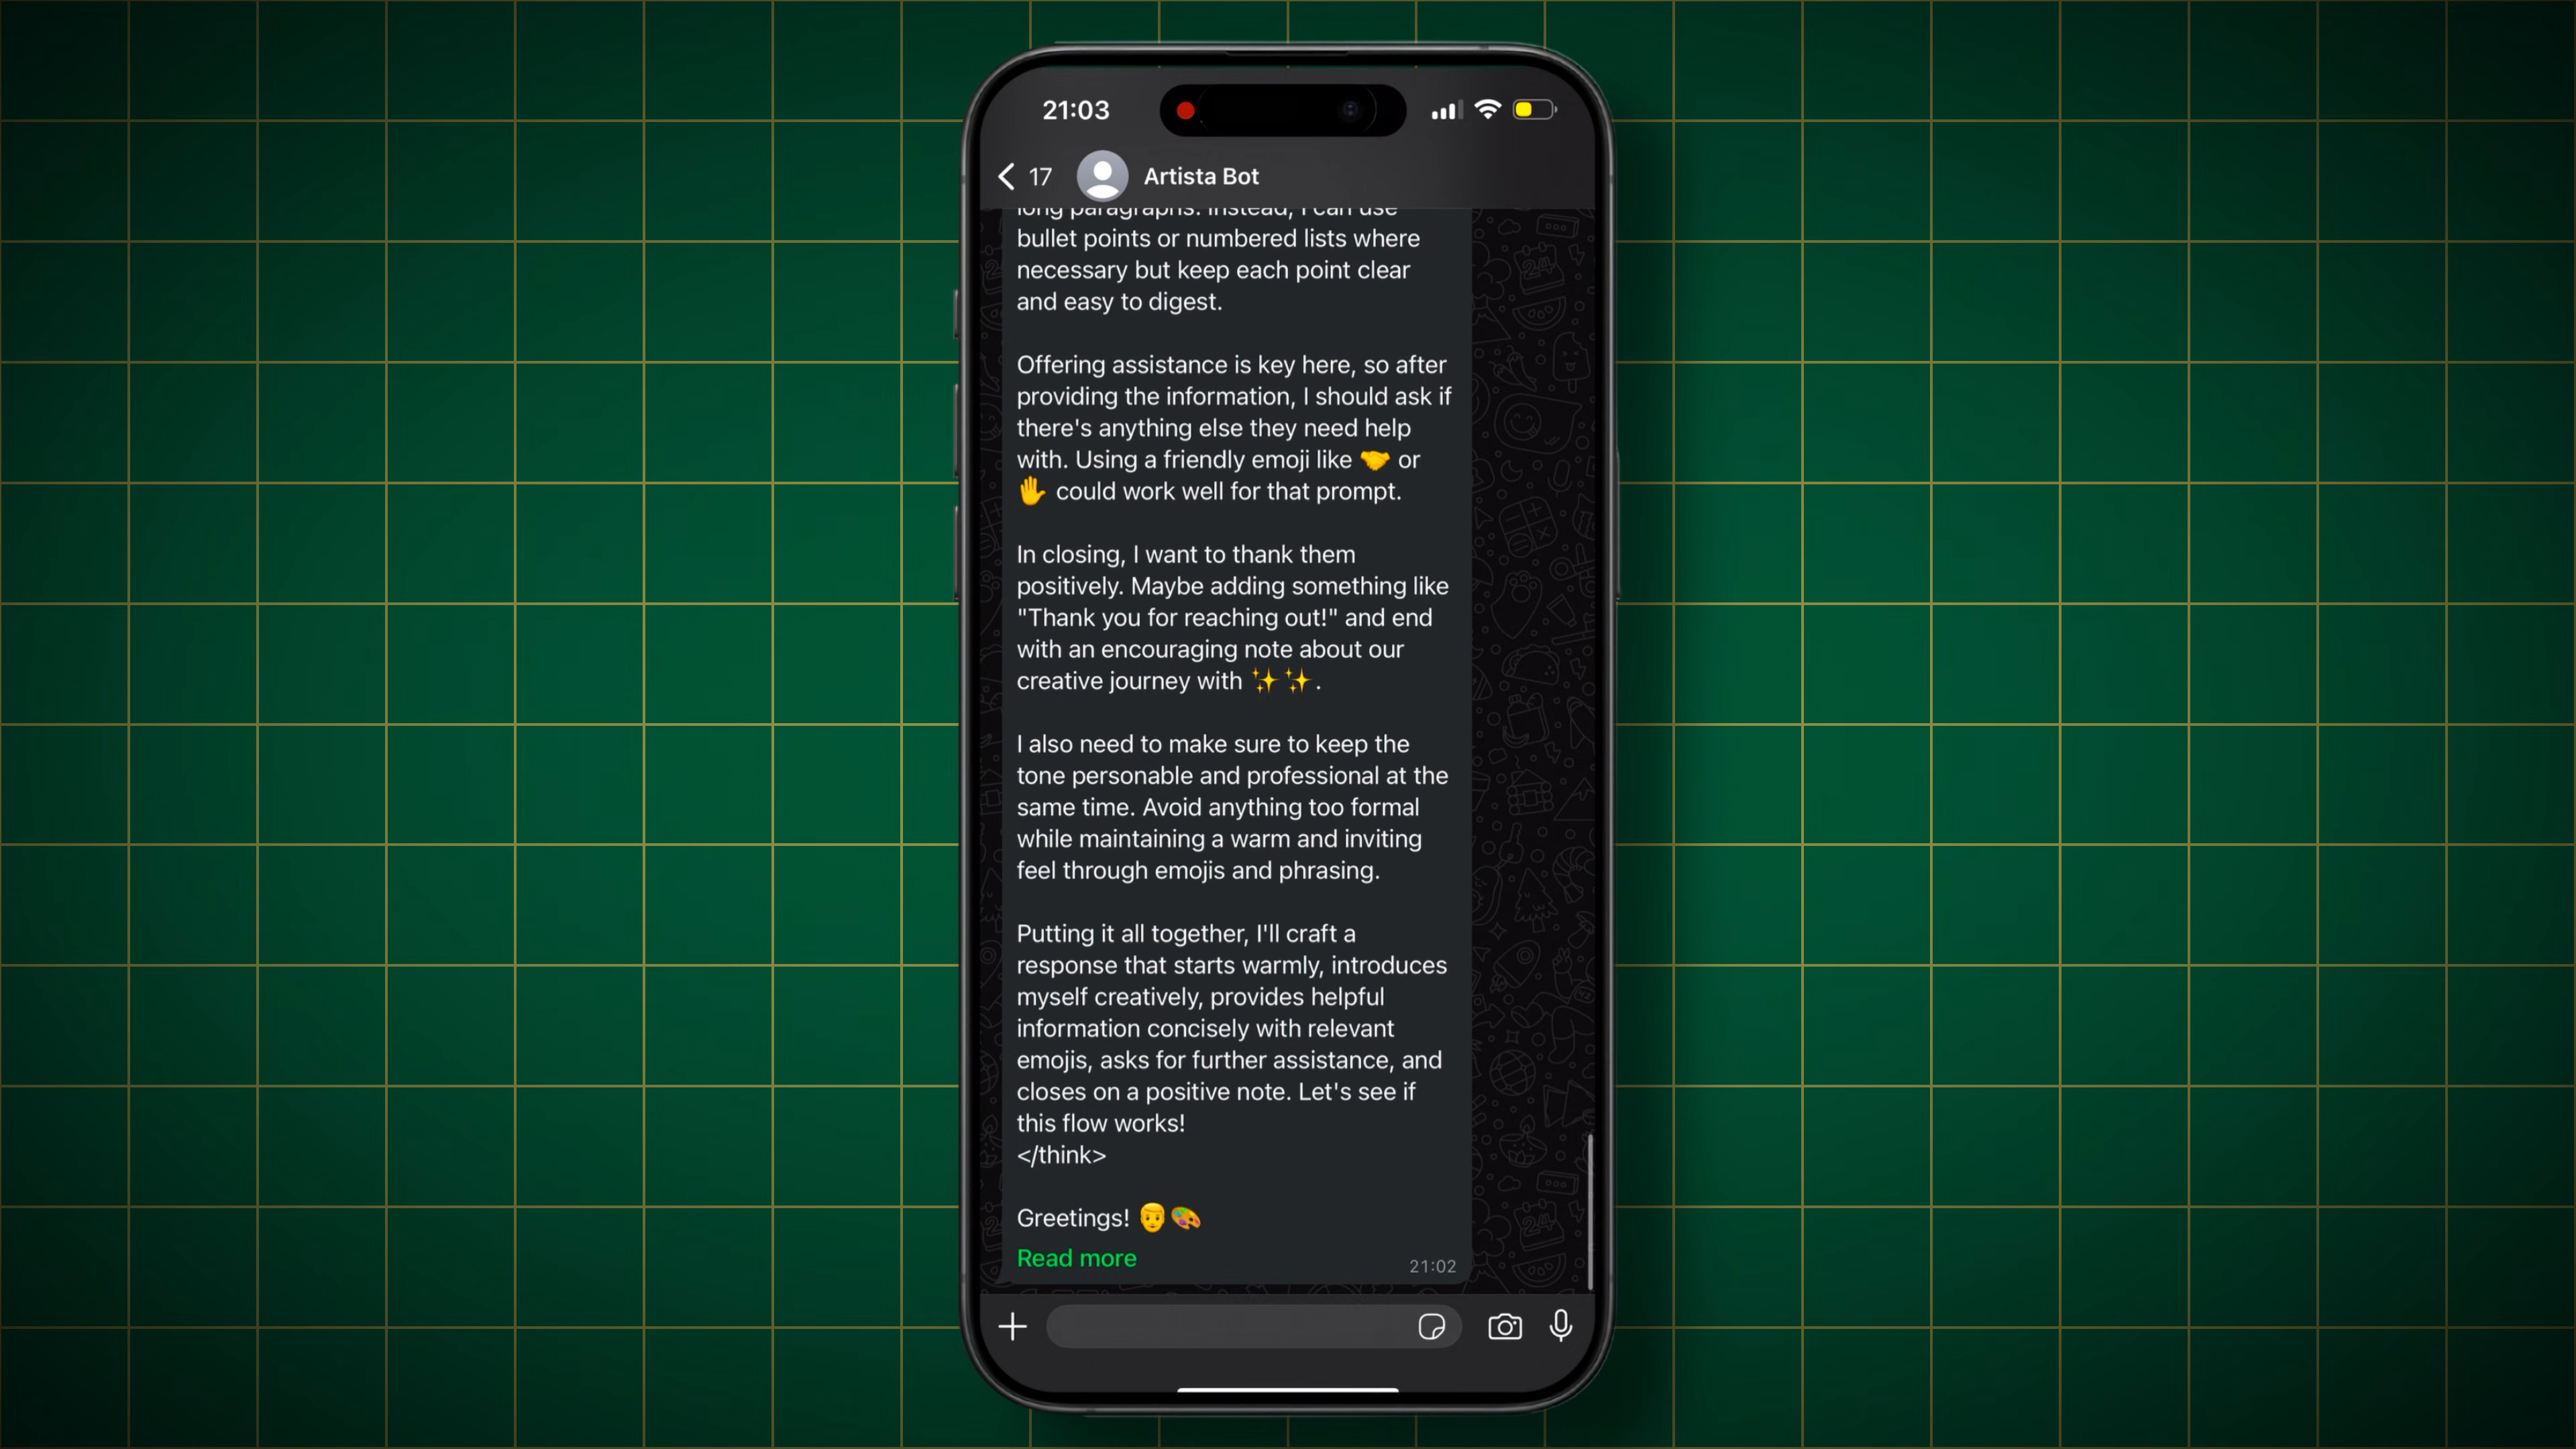 21:03
17
Artista Bot
long paragraphs. Instead, I can use
bullet points or numbered lists where
necessary but keep each point clear
and easy to digest.
Offering assistance is key here, so after
providing the information, I should ask if
there's anything else they need help
with. Using a friendly emoji like 🤝 or
✋ could work well for that prompt.
In closing, I want to thank them
positively. Maybe adding something like
"Thank you for reaching out!" and end
with an encouraging note about our
creative journey with ✨ ✨.
I also need to make sure to keep the
tone personable and professional at the
same time. Avoid anything too formal
while maintaining a warm and inviting
feel through emojis and phrasing.
Putting it all together, I'll craft a
response that starts warmly, introduces
myself creatively, provides helpful
information concisely with relevant
emojis, asks for further assistance, and
closes on a positive note. Let's see if
this flow works!
</think>
Greetings! 👨🎨
Read more
21:02